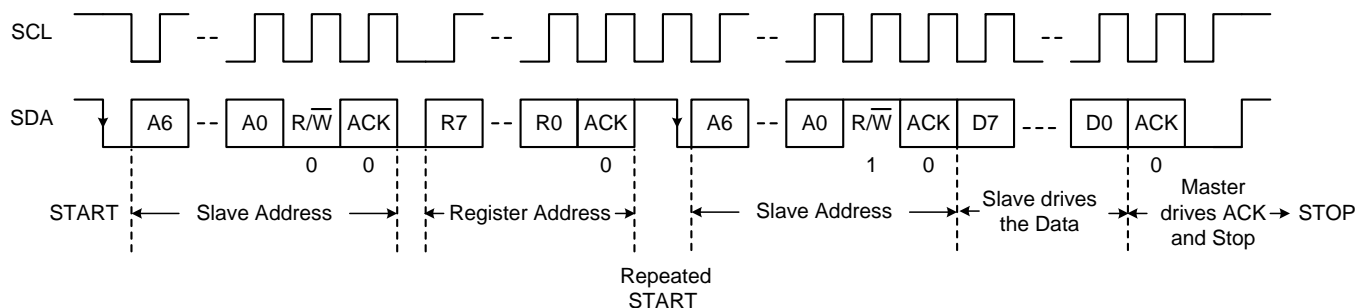 SCL
SDA
A6 A0 R/W̅ ACK R7 R0 ACK A6 A0 R/W̅ ACK D7 D0 ACK
0 0 0 1 0 0
START Slave Address Register Address Slave Address Slave drives the Data Master drives ACK and Stop STOP
Repeated
START